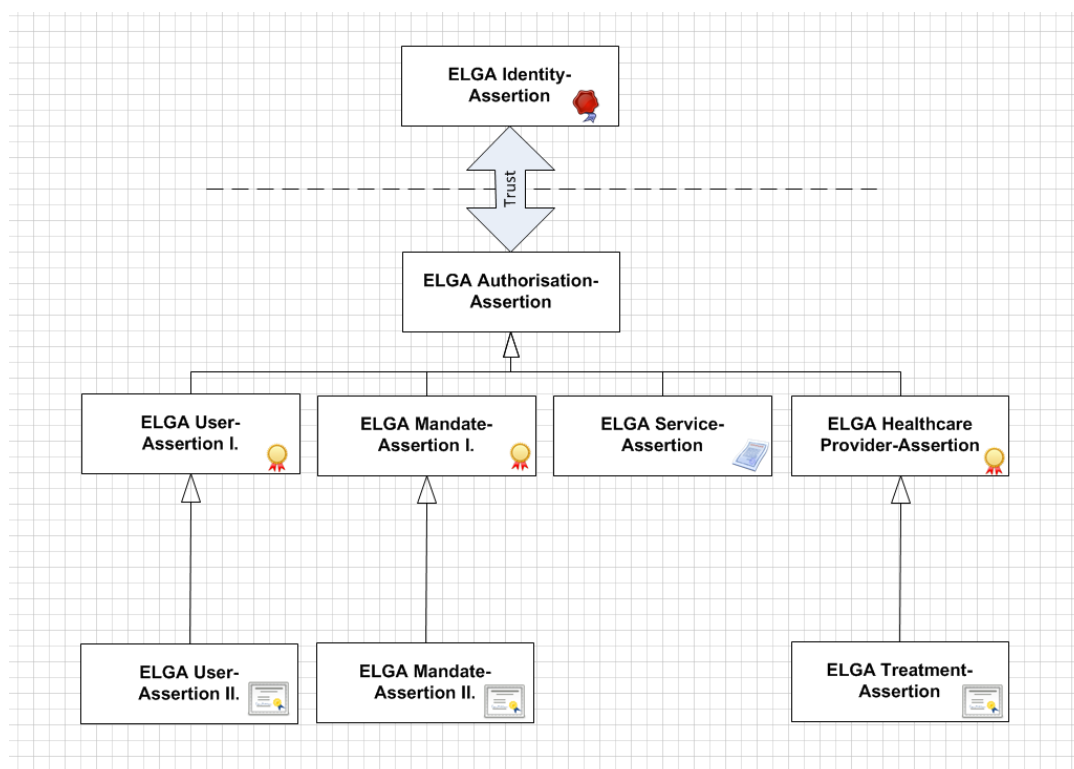 ELGA Identity-
Assertion
Trust
ELGA Authorisation-
Assertion
ELGA User-
Assertion I.
ELGA Mandate-
Assertion I.
ELGA Service-
Assertion
ELGA Healthcare
Provider-Assertion
ELGA User-
Assertion II.
ELGA Mandate-
Assertion II.
ELGA Treatment-
Assertion